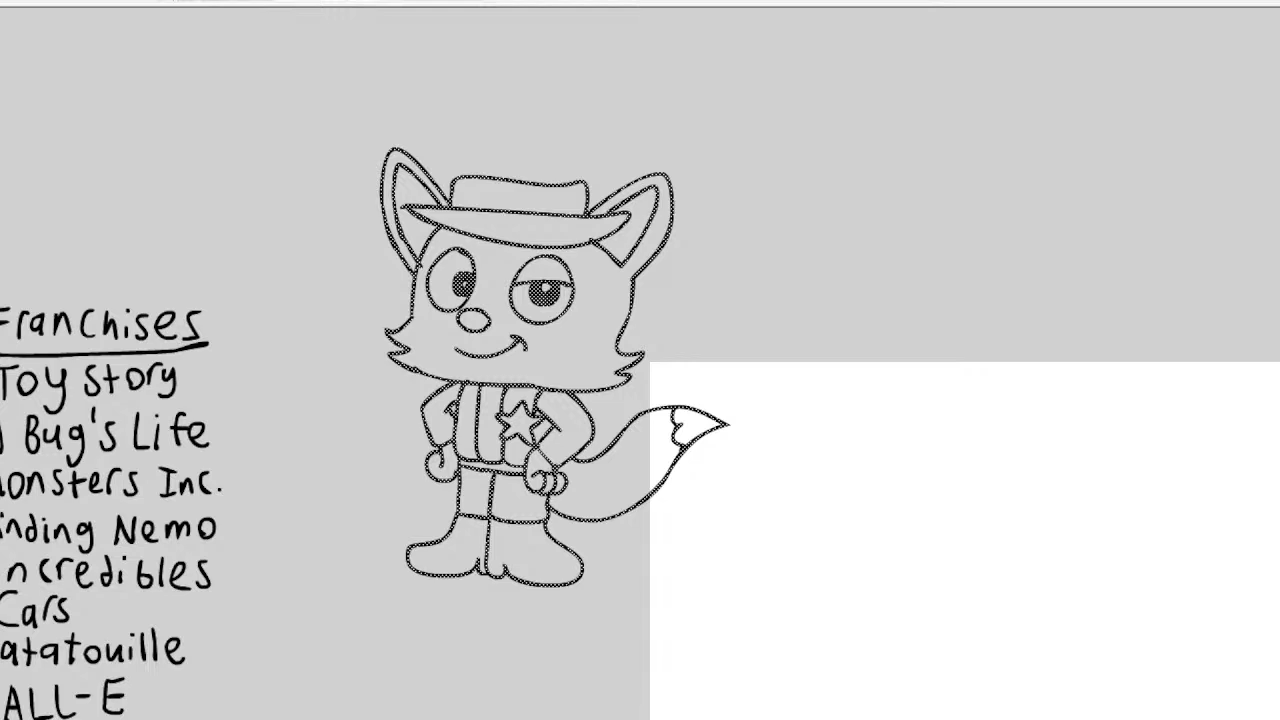 Franchises
Toy Story
Bug's Life
onsters Inc.
inding Nemo
ncredibles
Cars
atatouille
ALL-E